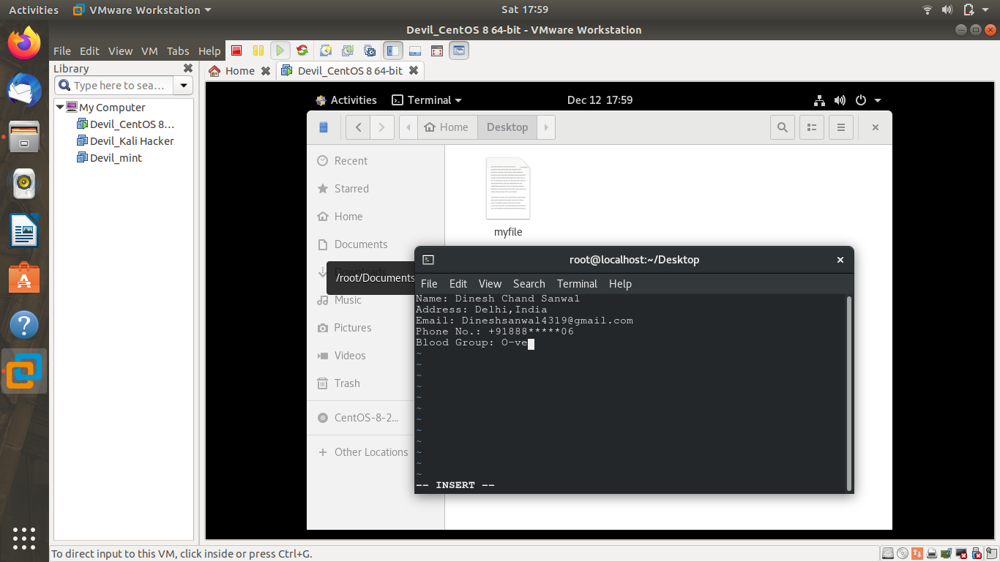 Activities VMware Workstation Sat 17:59
Devil_CentOS 8 64-bit - VMware Workstation
File Edit View VM Tabs Help
Library
Type here to sea…
Home Devil_CentOS 8 64-bit
My Computer
Devil_CentOS 8…
Devil_Kali Hacker
Devil_mint
Activities Terminal Dec 12 17:59
Home Desktop
Recent
Starred
Home
Documents
Downloads
Music
Pictures
Videos
Trash
CentOS-8-2…
Other Locations
myfile
/root/Documents
root@localhost:~/Desktop
File Edit View Search Terminal Help
Name: Dinesh Chand Sanwal
Address: Delhi,India
Email: Dineshsanwal4319@gmail.com
Phone No.: +91888*****06
Blood Group: O-ve
~
~
~
~
~
~
~
~
~
~
~
~
-- INSERT --
To direct input to this VM, click inside or press Ctrl+G.